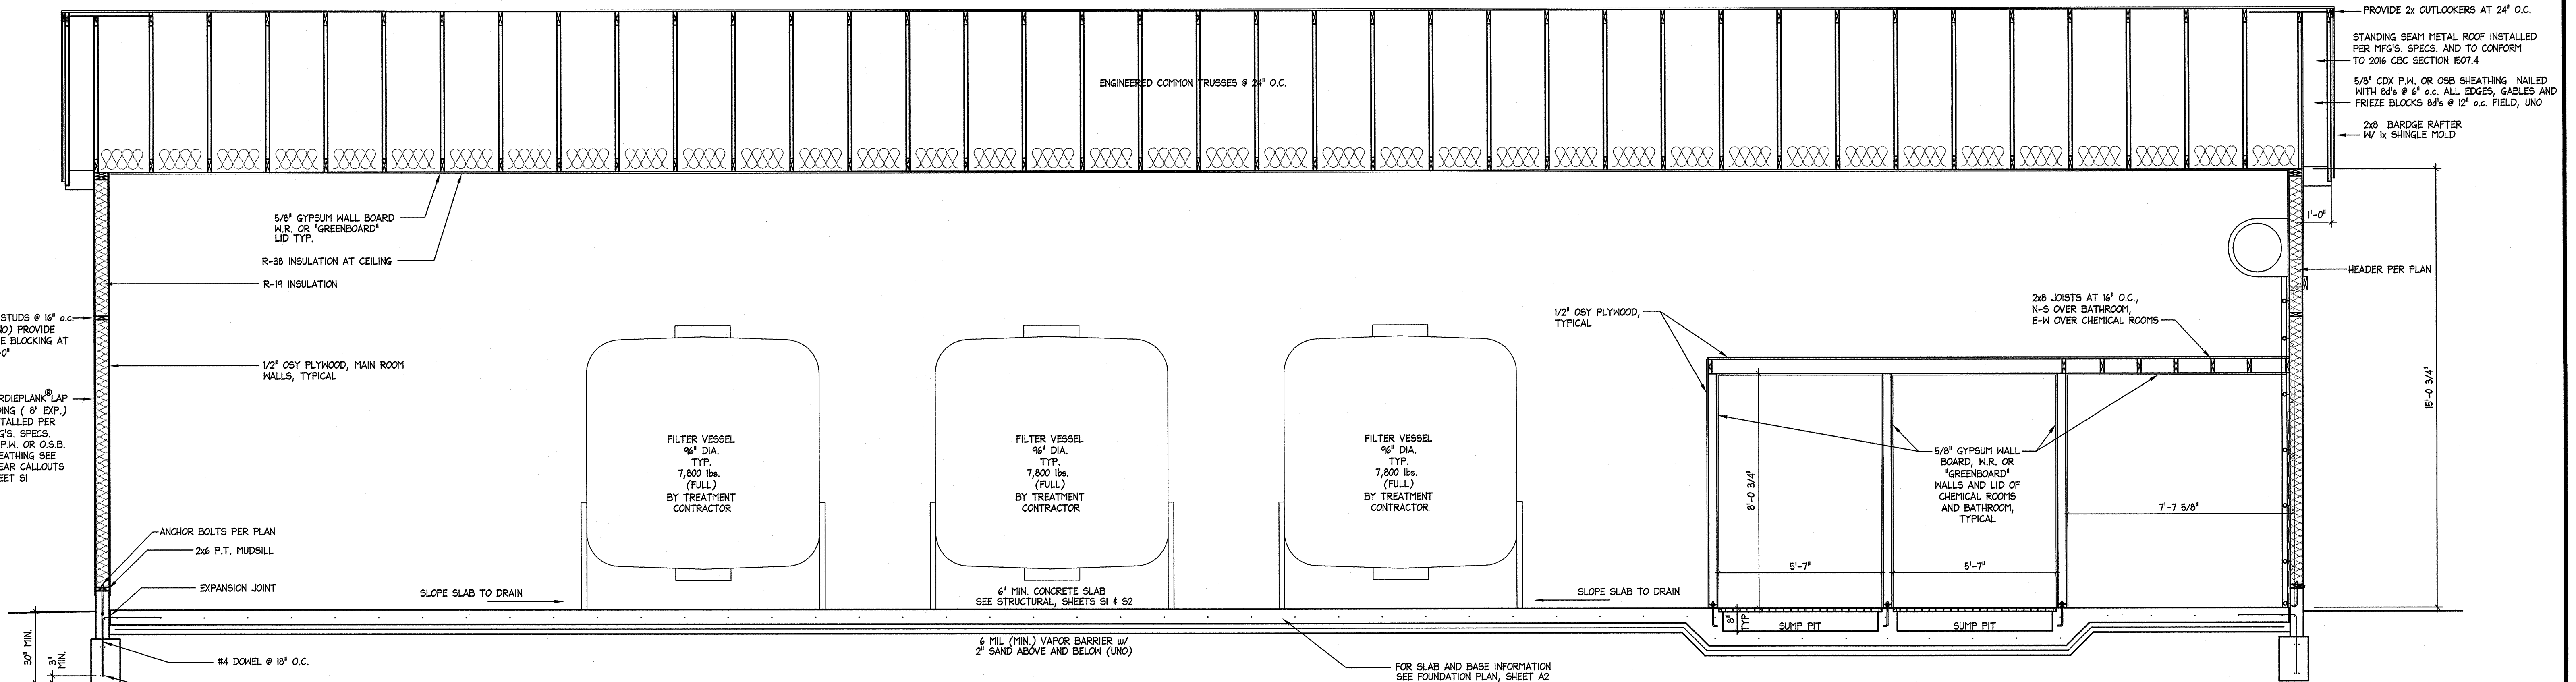 PROVIDE 2x OUTLOOKERS AT 24" O.C.
STANDING SEAM METAL ROOF INSTALLED
PER MFG'S. SPECS. AND TO CONFORM
TO 2016 CBC SECTION 1507.4
5/8" CDX P.W. OR OSB SHEATHING NAILED
WITH 8d's @ 6" o.c. ALL EDGES, GABLES AND
FRIEZE BLOCKS 8d's @ 12" o.c. FIELD, UNO
2x8 BARDGE RAFTER
W/ 1x SHINGLE MOLD
ENGINEERED COMMON TRUSSES @ 24" O.C.
5/8" GYPSUM WALL BOARD
W.R. OR "GREENBOARD"
LID TYP.
R-38 INSULATION AT CEILING
R-19 INSULATION
STUDS @ 16" o.c.
NO) PROVIDE
E BLOCKING AT
-0"
1/2" OSY PLYWOOD, MAIN ROOM
WALLS, TYPICAL
RDIEPLANK® LAP
DING ( 8" EXP.)
TALLED PER
G'S. SPECS.
P.W. OR O.S.B.
EATHING SEE
EAR CALLOUTS
EET S1
ANCHOR BOLTS PER PLAN
2x6 P.T. MUDSILL
EXPANSION JOINT
30" MIN.
3"
MIN.
#4 DOWEL @ 18" O.C.
SLOPE SLAB TO DRAIN
FILTER VESSEL
96" DIA.
TYP.
7,800 lbs.
(FULL)
BY TREATMENT
CONTRACTOR
FILTER VESSEL
96" DIA.
TYP.
7,800 lbs.
(FULL)
BY TREATMENT
CONTRACTOR
FILTER VESSEL
96" DIA.
TYP.
7,800 lbs.
(FULL)
BY TREATMENT
CONTRACTOR
6" MIN. CONCRETE SLAB
SEE STRUCTURAL, SHEETS S1 & S2
6 MIL (MIN.) VAPOR BARRIER w/
2" SAND ABOVE AND BELOW (UNO)
SLOPE SLAB TO DRAIN
FOR SLAB AND BASE INFORMATION
SEE FOUNDATION PLAN, SHEET A2
1/2" OSY PLYWOOD,
TYPICAL
2x8 JOISTS AT 16" O.C.,
N-S OVER BATHROOM,
E-W OVER CHEMICAL ROOMS
1'-0"
HEADER PER PLAN
15'-0 3/4"
8'-0 3/4"
5/8" GYPSUM WALL
BOARD, W.R. OR
"GREENBOARD"
WALLS AND LID OF
CHEMICAL ROOMS
AND BATHROOM,
TYPICAL
7'-7 5/8"
5'-7"
5'-7"
8"
TYP
SUMP PIT
SUMP PIT